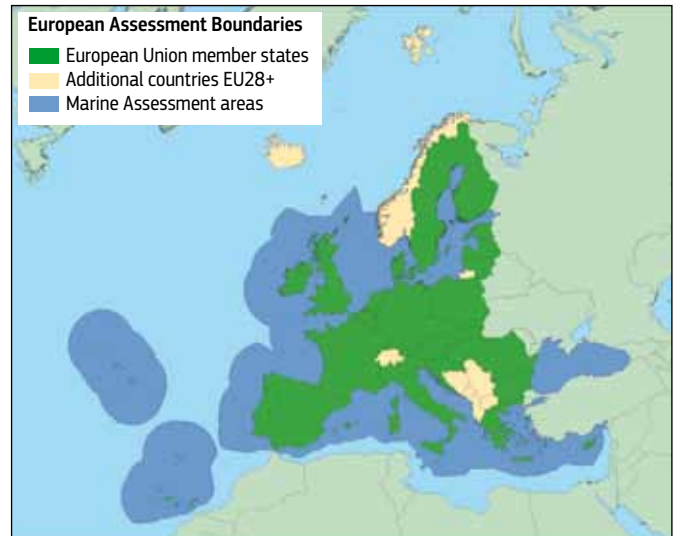 European Assessment Boundaries
European Union member states
Additional countries EU28+
Marine Assessment areas